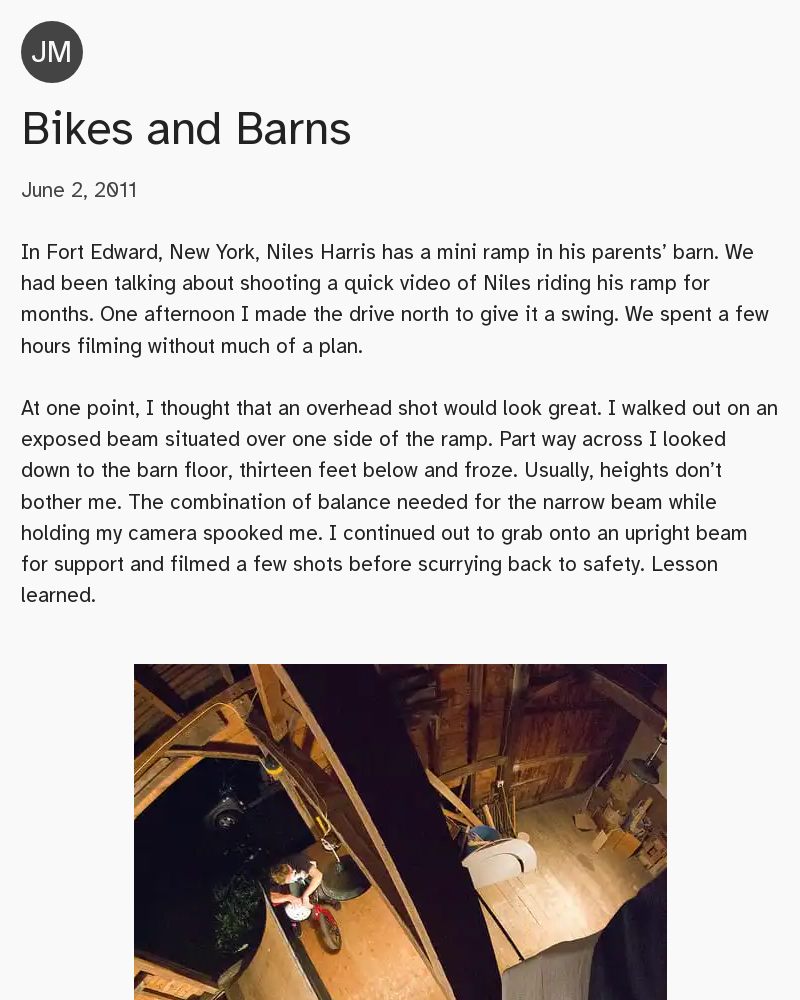 JM
Bikes and Barns
June 2, 2011
In Fort Edward, New York, Niles Harris has a mini ramp in his parents’ barn. We
had been talking about shooting a quick video of Niles riding his ramp for
months. One afternoon I made the drive north to give it a swing. We spent a few
hours filming without much of a plan.
At one point, I thought that an overhead shot would look great. I walked out on an
exposed beam situated over one side of the ramp. Part way across I looked
down to the barn floor, thirteen feet below and froze. Usually, heights don’t
bother me. The combination of balance needed for the narrow beam while
holding my camera spooked me. I continued out to grab onto an upright beam
for support and filmed a few shots before scurrying back to safety. Lesson
learned.